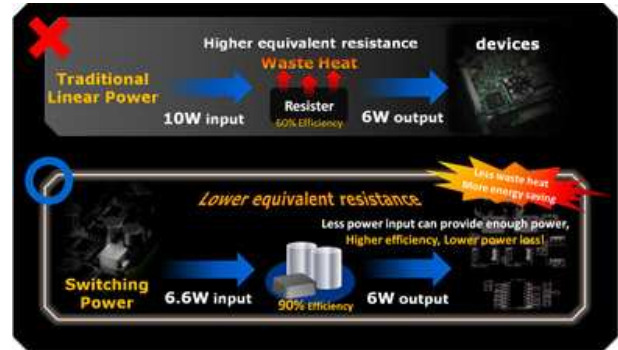 Higher equivalent resistance
devices
Waste Heat
Traditional
Linear Power
Resister
60% Efficiency
10W input
6W output
Less waste heat
More energy saving
Lower equivalent resistance
Less power input can provide enough power,
Higher efficiency, Lower power loss!
Switching
Power
6.6W input
90% Efficiency
6W output